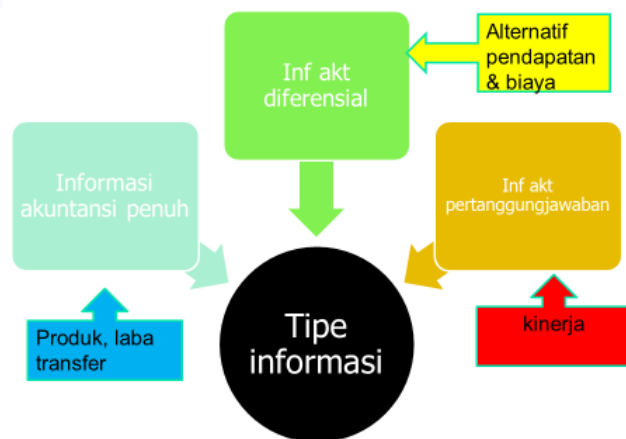 Alternatif
pendapatan
& biaya
Inf akt
diferensial
Informasi
akuntansi penuh
Inf akt
pertanggungjawaban
Produk, laba
transfer
kinerja
Tipe
informasi